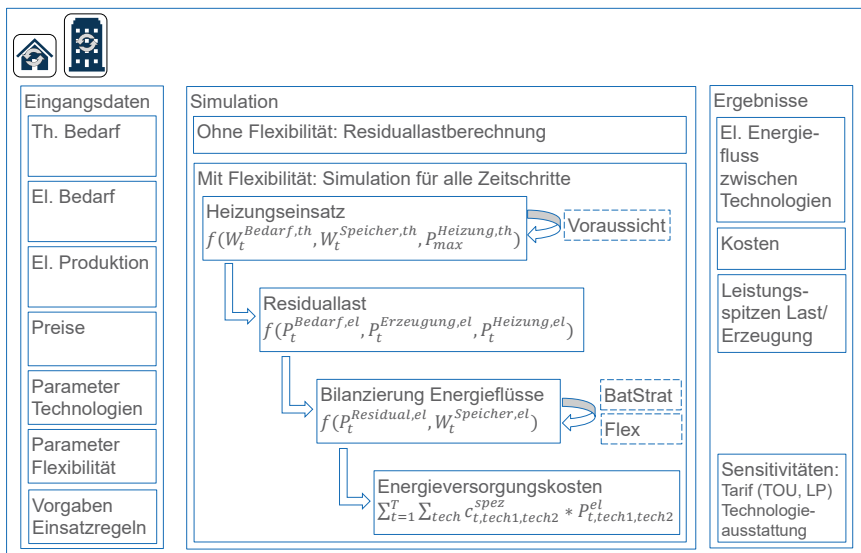 Eingangsdaten
Th. Bedarf
El. Bedarf
El. Produktion
Preise
Parameter
Technologien
Parameter
Flexibilität
Vorgaben
Einsatzregeln
Simulation
Ohne Flexibilität: Residuallastberechnung
Mit Flexibilität: Simulation für alle Zeitschritte
Heizungseinsatz
$f(W_t^{Bedarf,th}, W_t^{Speicher,th}, P_{max}^{Heizung,th})$
Voraussicht
Residuallast
$f(P_t^{Bedarf,el}, P_t^{Erzeugung,el}, P_t^{Heizung,el})$
Bilanzierung Energieflüsse
$f(P_t^{Residual,el}, W_t^{Speicher,el})$
BatStrat
Flex
Energieversorgungskosten
$\sum_{t=1}^{T} \sum_{tech} c_{t,tech1,tech2}^{spez} * P_{t,tech1,tech2}^{el}$
Ergebnisse
El. Energie-
fluss
zwischen
Technologien
Kosten
Leistungs-
spitzen Last/
Erzeugung
Sensitivitäten:
Tarif (TOU, LP)
Technologie-
ausstattung